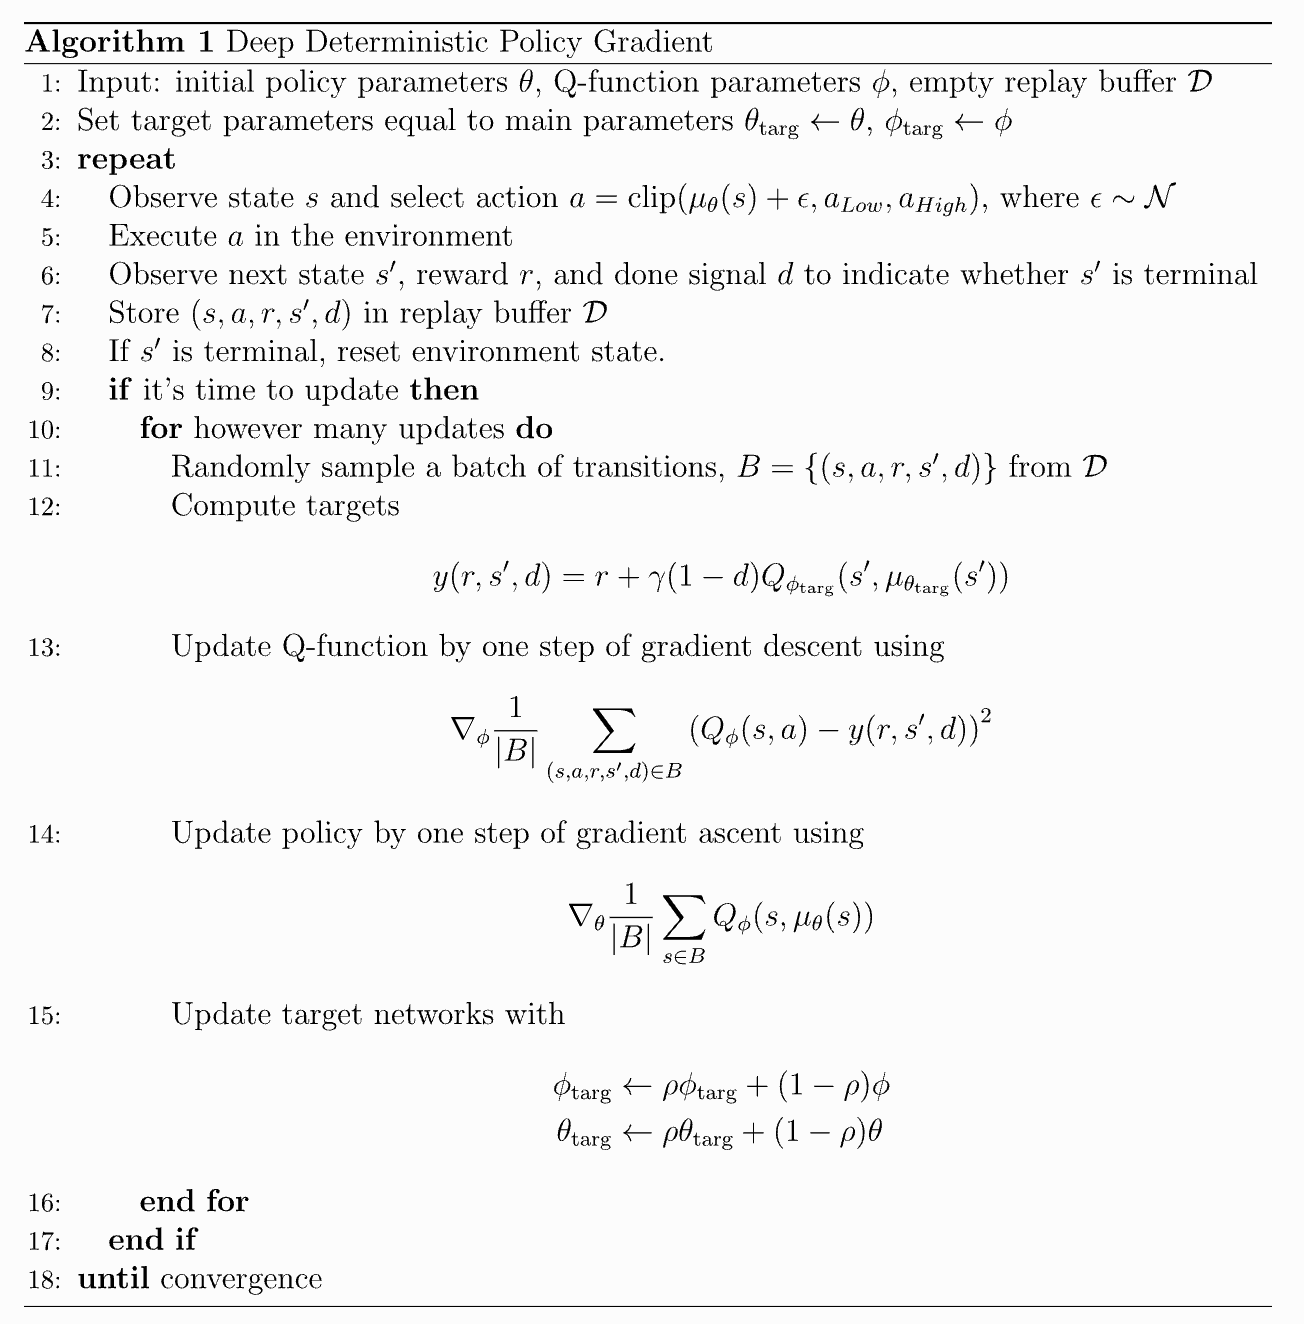 Algorithm 1 Deep Deterministic Policy Gradient
1: Input: initial policy parameters θ, Q-function parameters ϕ, empty replay buffer 𝒟
2: Set target parameters equal to main parameters θ_targ ← θ, ϕ_targ ← ϕ
3: repeat
4: Observe state s and select action a = clip(μ_θ(s) + ϵ, a_Low, a_High), where ϵ ∼ 𝒩
5: Execute a in the environment
6: Observe next state s′, reward r, and done signal d to indicate whether s′ is terminal
7: Store (s, a, r, s′, d) in replay buffer 𝒟
8: If s′ is terminal, reset environment state.
9: if it's time to update then
10: for however many updates do
11: Randomly sample a batch of transitions, B = {(s, a, r, s′, d)} from 𝒟
12: Compute targets
y(r, s′, d) = r + γ(1 − d)Q_{ϕ_targ}(s′, μ_{θ_targ}(s′))
13: Update Q-function by one step of gradient descent using
∇_ϕ \frac{1}{|B|} ∑_{(s,a,r,s′,d)∈B} (Q_ϕ(s, a) − y(r, s′, d))^2
14: Update policy by one step of gradient ascent using
∇_θ \frac{1}{|B|} ∑_{s∈B} Q_ϕ(s, μ_θ(s))
15: Update target networks with
ϕ_targ ← ρϕ_targ + (1 − ρ)ϕ
θ_targ ← ρθ_targ + (1 − ρ)θ
16: end for
17: end if
18: until convergence